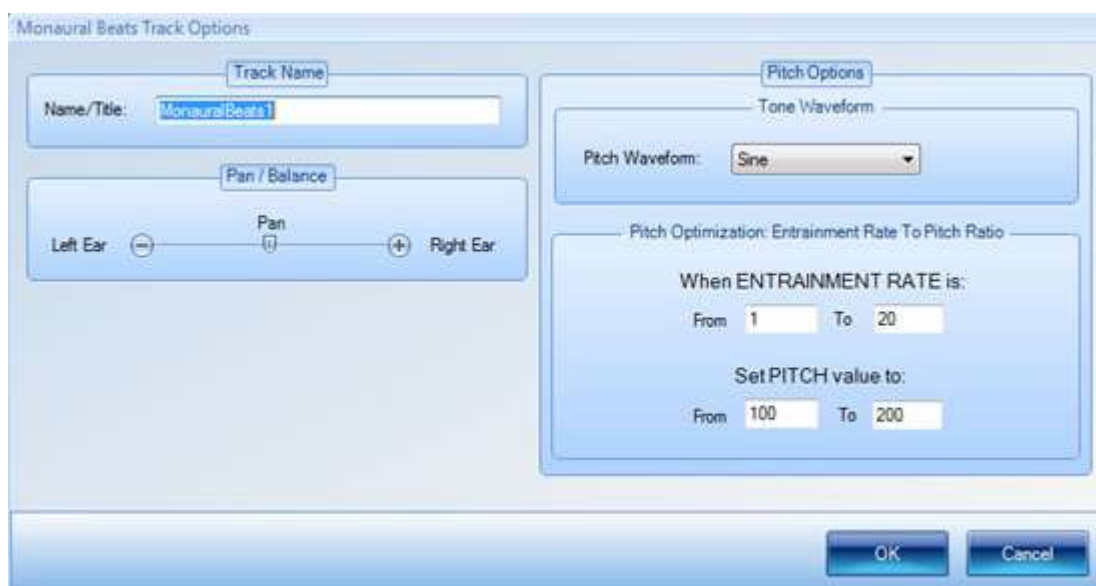 Monaural Beats Track Options
Track Name
Name/Title: MonauralBeats1
Pan / Balance
Pan
Left Ear Right Ear
Pitch Options
Tone Waveform
Pitch Waveform: Sine
Pitch Optimization: Entrainment Rate To Pitch Ratio
When ENTRAINMENT RATE is:
From 1 To 20
Set PITCH value to:
From 100 To 200
OK Cancel